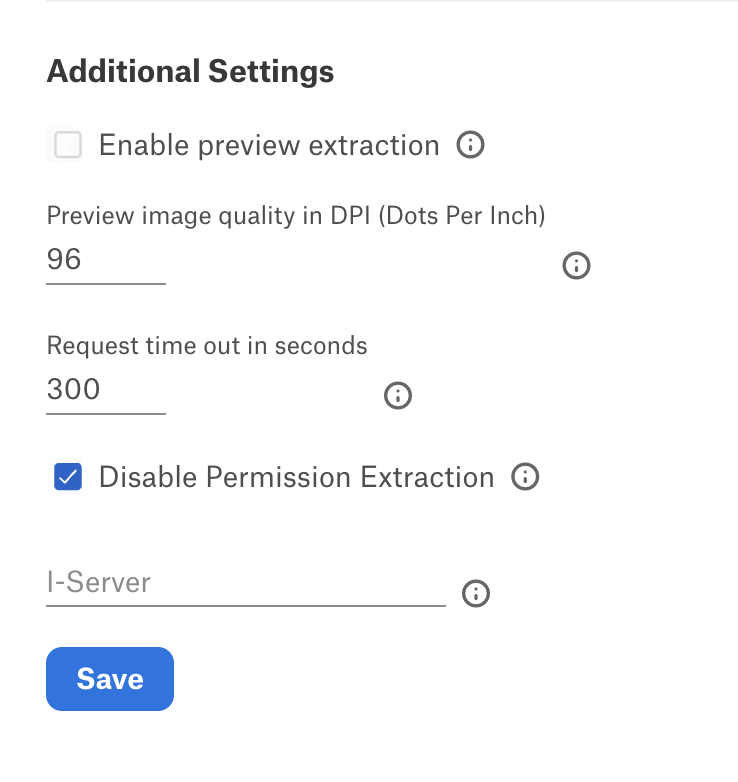 Additional Settings
Enable preview extraction
Preview image quality in DPI (Dots Per Inch)
96
Request time out in seconds
300
Disable Permission Extraction
I-Server
Save